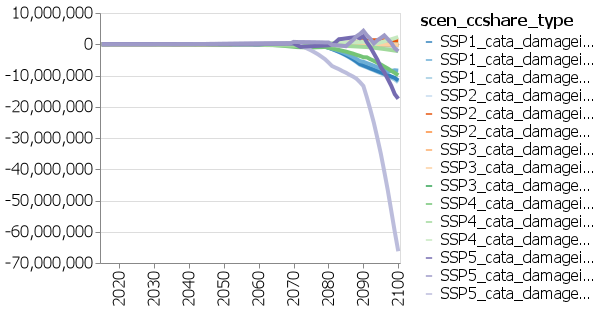 10,000,000
0
-10,000,000
-20,000,000
-30,000,000
-40,000,000
-50,000,000
-60,000,000
-70,000,000
2020
2030
2040
2050
2060
2070
2080
2090
2100
scen_ccshare_type
SSP1_cata_damagei...
SSP1_cata_damagei...
SSP1_cata_damagei...
SSP2_cata_damagei...
SSP2_cata_damage...
SSP2_cata_damagei...
SSP3_cata_damagei...
SSP3_cata_damagei...
SSP3_cata_damage...
SSP4_cata_damagei...
SSP4_cata_damagei...
SSP4_cata_damage...
SSP5_cata_damagei...
SSP5_cata_damagei...
SSP5_cata_damage...